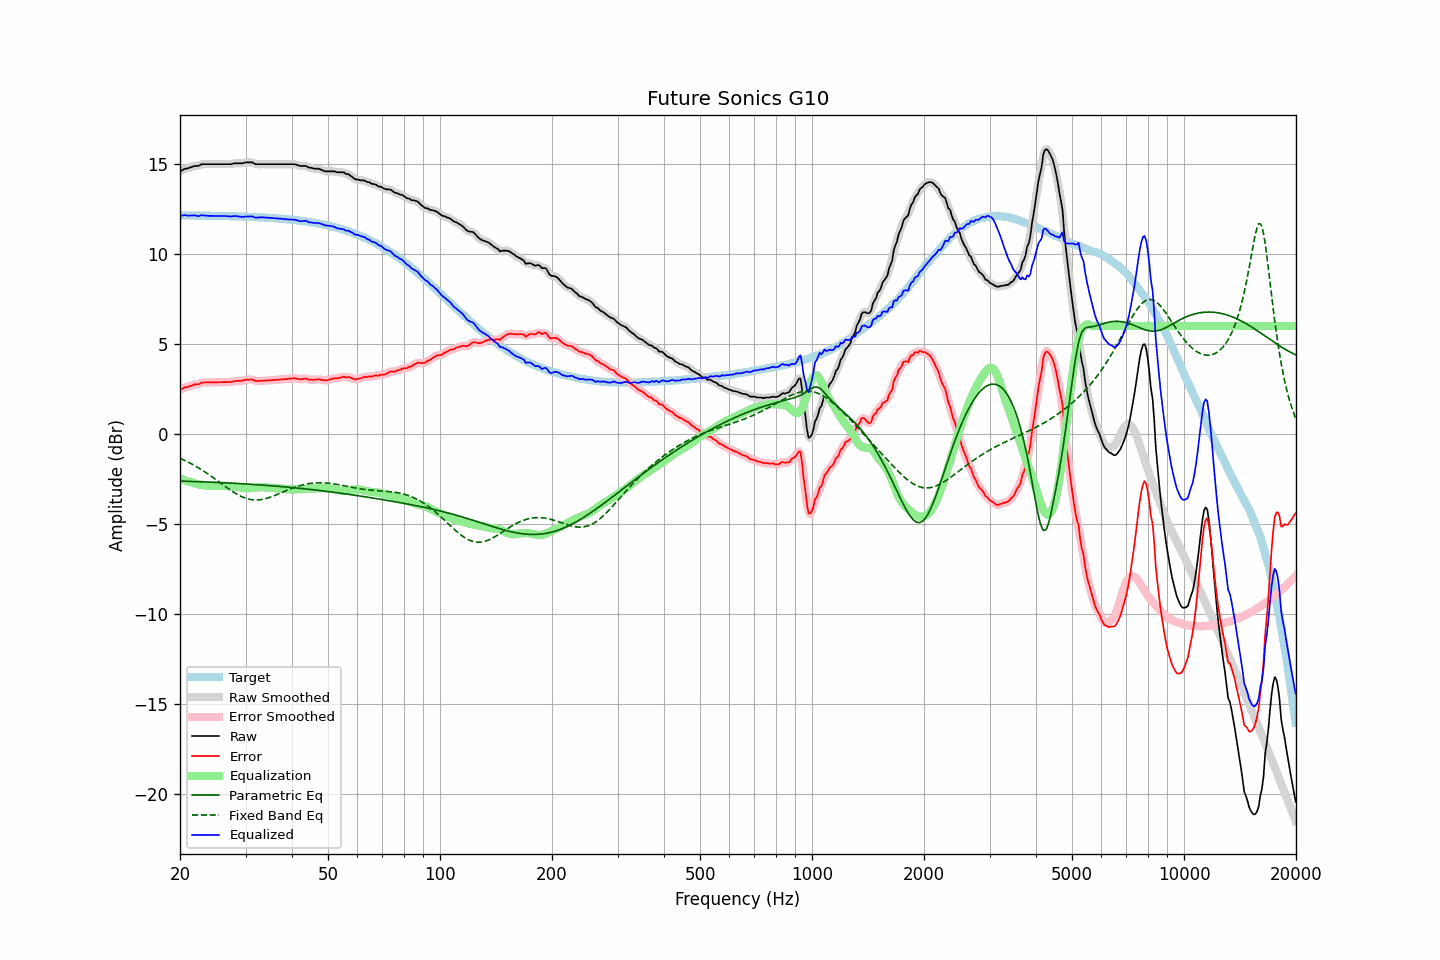 Future Sonics G10
Amplitude (dBr)
15
10
5
0
−5
−10
−15
−20
Target
Raw Smoothed
Error Smoothed
Raw
Error
Equalization
Parametric Eq
Fixed Band Eq
Equalized
20 50 100 200 500 1000 2000 5000 10000 20000
Frequency (Hz)